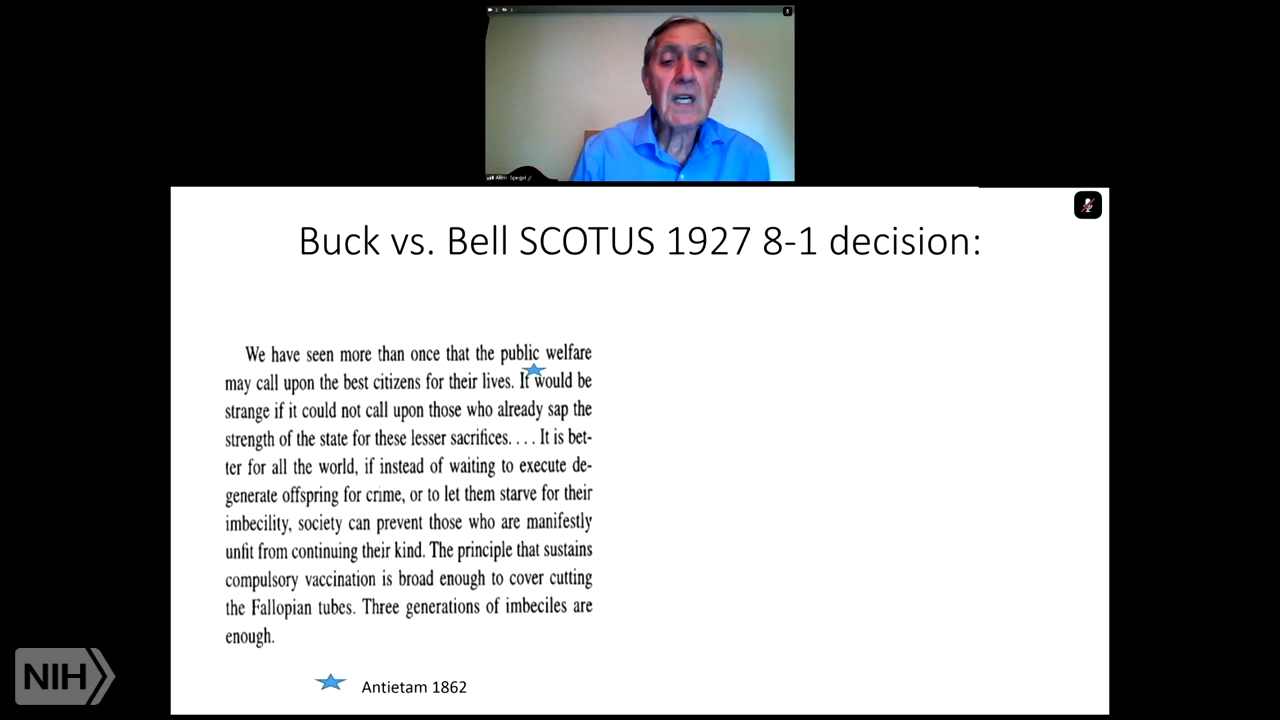 Allen Spiegel
Buck vs. Bell SCOTUS 1927 8-1 decision:
We have seen more than once that the public welfare
may call upon the best citizens for their lives. It would be
strange if it could not call upon those who already sap the
strength of the state for these lesser sacrifices. . . . It is bet-
ter for all the world, if instead of waiting to execute de-
generate offspring for crime, or to let them starve for their
imbecility, society can prevent those who are manifestly
unfit from continuing their kind. The principle that sustains
compulsory vaccination is broad enough to cover cutting
the Fallopian tubes. Three generations of imbeciles are
enough.
Antietam 1862
NIH